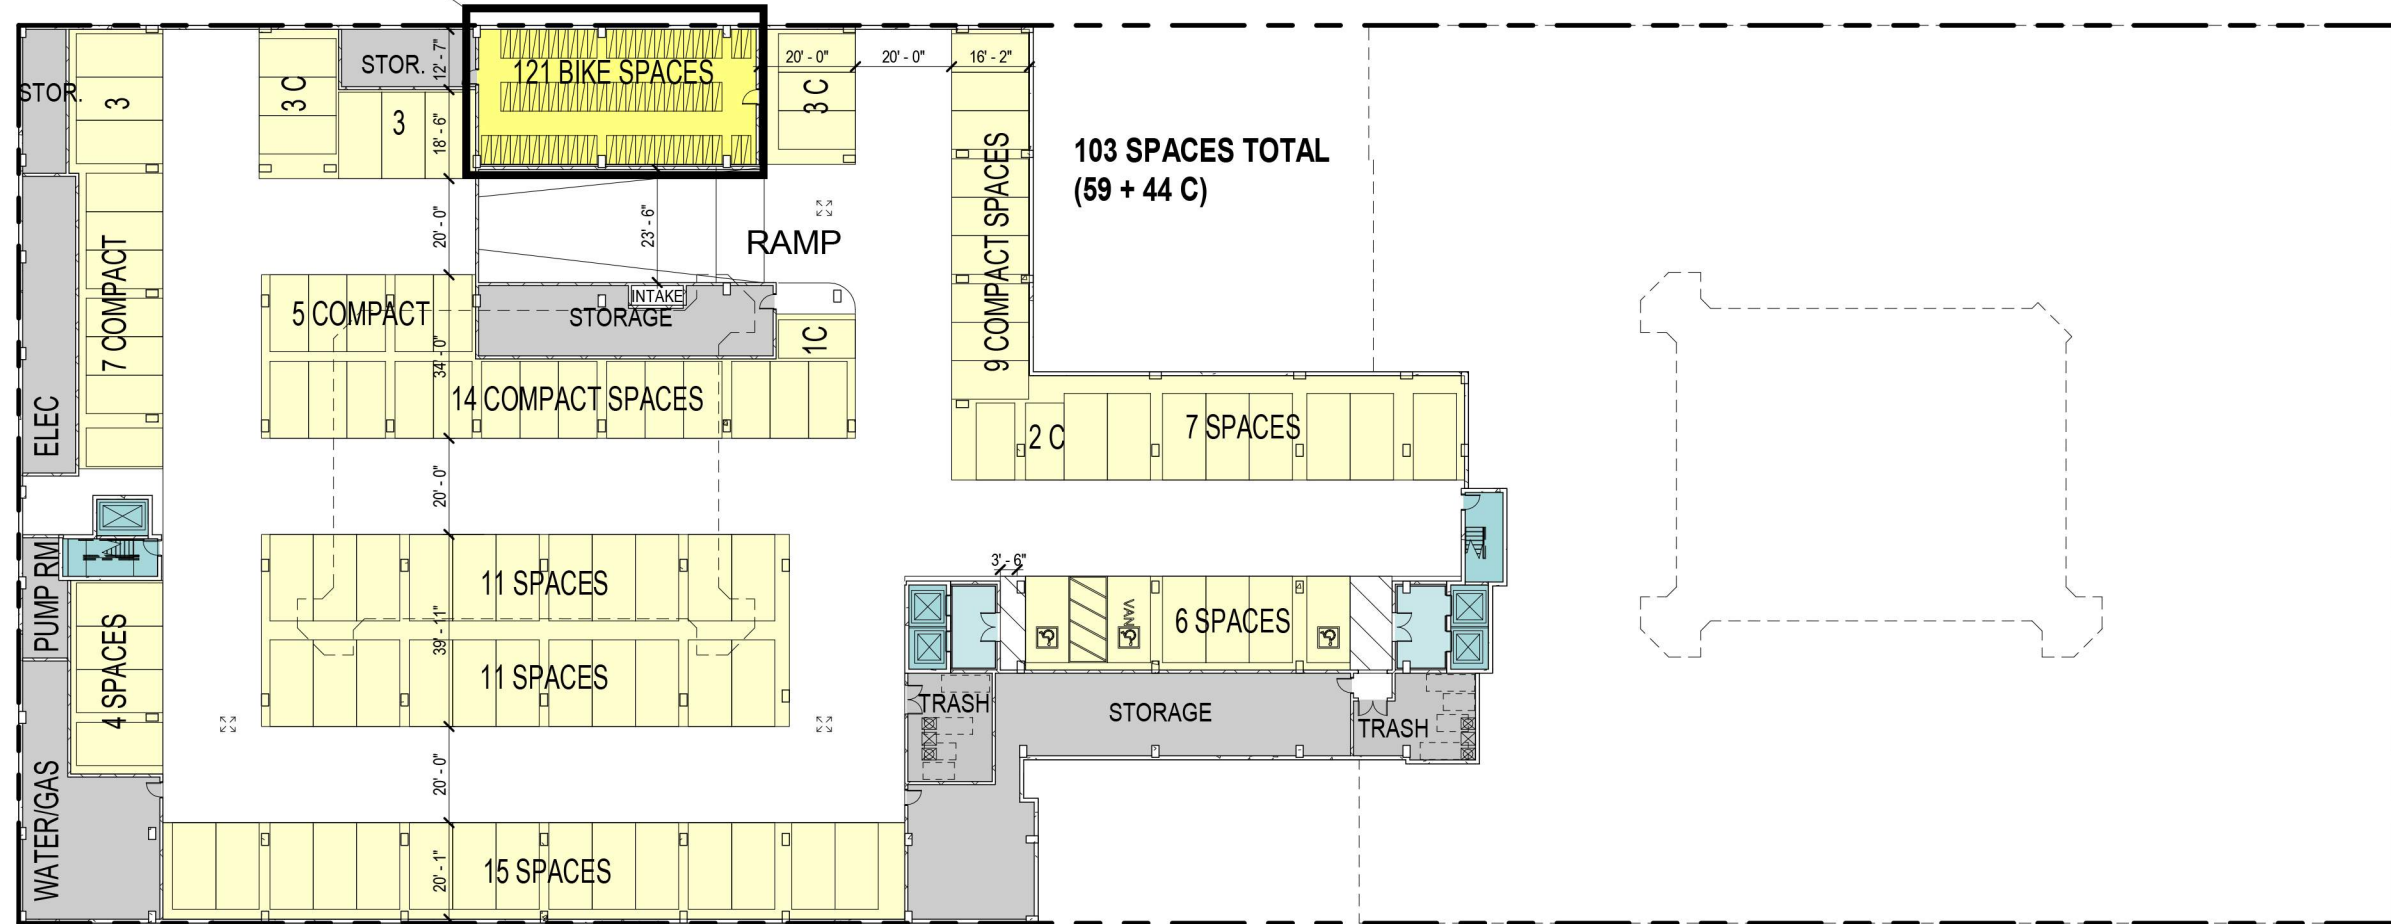 STOR.
3
3 C
STOR.
12' - 7"
3
18' - 6"
121 BIKE SPACES
20' - 0"
20' - 0"
16' - 2"
3 C
103 SPACES TOTAL
(59 + 44 C)
9 COMPACT SPACES
20' - 0"
23' - 6"
RAMP
7 COMPACT
5 COMPACT
INTAKE
STORAGE
1C
34' - 0"
14 COMPACT SPACES
ELEC
2 C
7 SPACES
20' - 0"
PUMP RM
11 SPACES
39' - 11"
11 SPACES
3' - 6"
VAN
6 SPACES
4 SPACES
TRASH
STORAGE
TRASH
20' - 0"
WATER/GAS
20' - 1"
15 SPACES